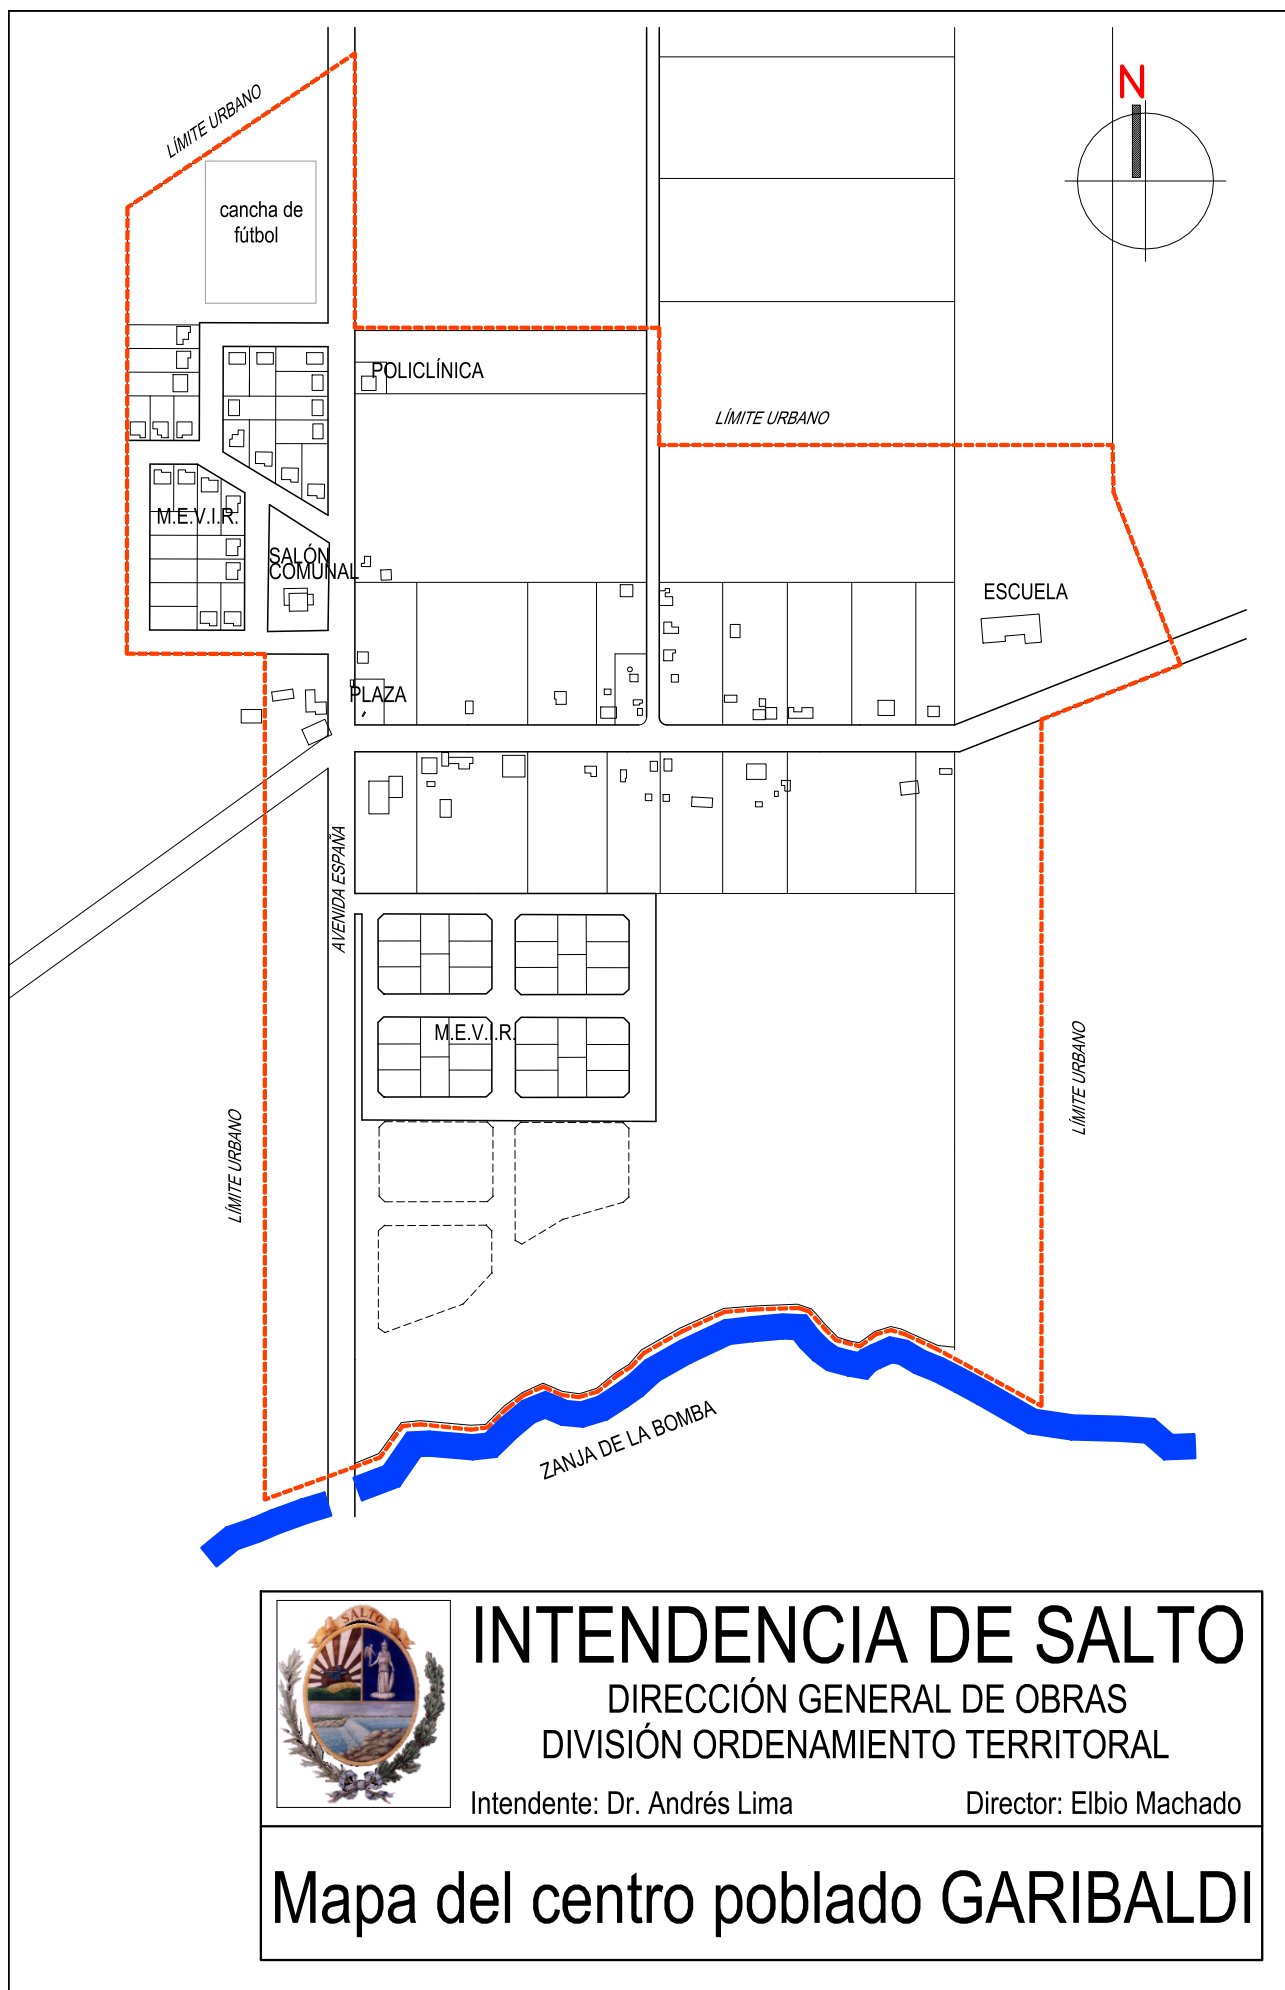 N
LÍMITE URBANO
cancha de
fútbol
POLICLÍNICA
LÍMITE URBANO
M.E.V.I.R.
SALÓN
COMUNAL
ESCUELA
PLAZA
AVENIDA ESPAÑA
M.E.V.I.R.
LÍMITE URBANO
LÍMITE URBANO
ZANJA DE LA BOMBA
SALTO
INTENDENCIA DE SALTO
DIRECCIÓN GENERAL DE OBRAS
DIVISIÓN ORDENAMIENTO TERRITORAL
Intendente: Dr. Andrés Lima
Director: Elbio Machado
Mapa del centro poblado GARIBALDI